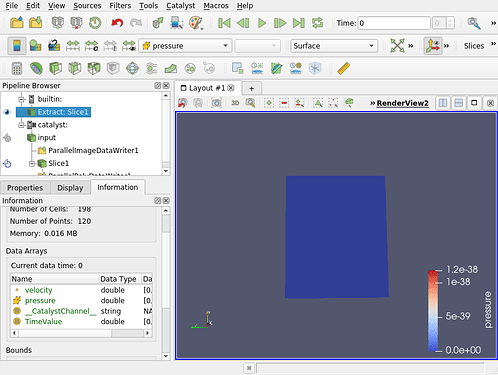 File Edit View Sources Filters Tools Catalyst Macros Help
Time: 0 0
pressure Surface Slices
Pipeline Browser
builtin:
Extract: Slice1
catalyst:
input
ParallelImageDataWriter1
Slice1
ParallelPolyDataWriter1
Properties Display Information
Information
Number of Cells: 198
Number of Points: 120
Memory: 0.016 MB
Data Arrays
Current data time: 0
Name Data Type Da
velocity double [0,
pressure double [0,
__CatalystChannel__ string NA
TimeValue double [0,
Bounds
Layout #1 +
3D » RenderView2
1.2e-38
1e-38
5e-39
0.0e+00
pressure